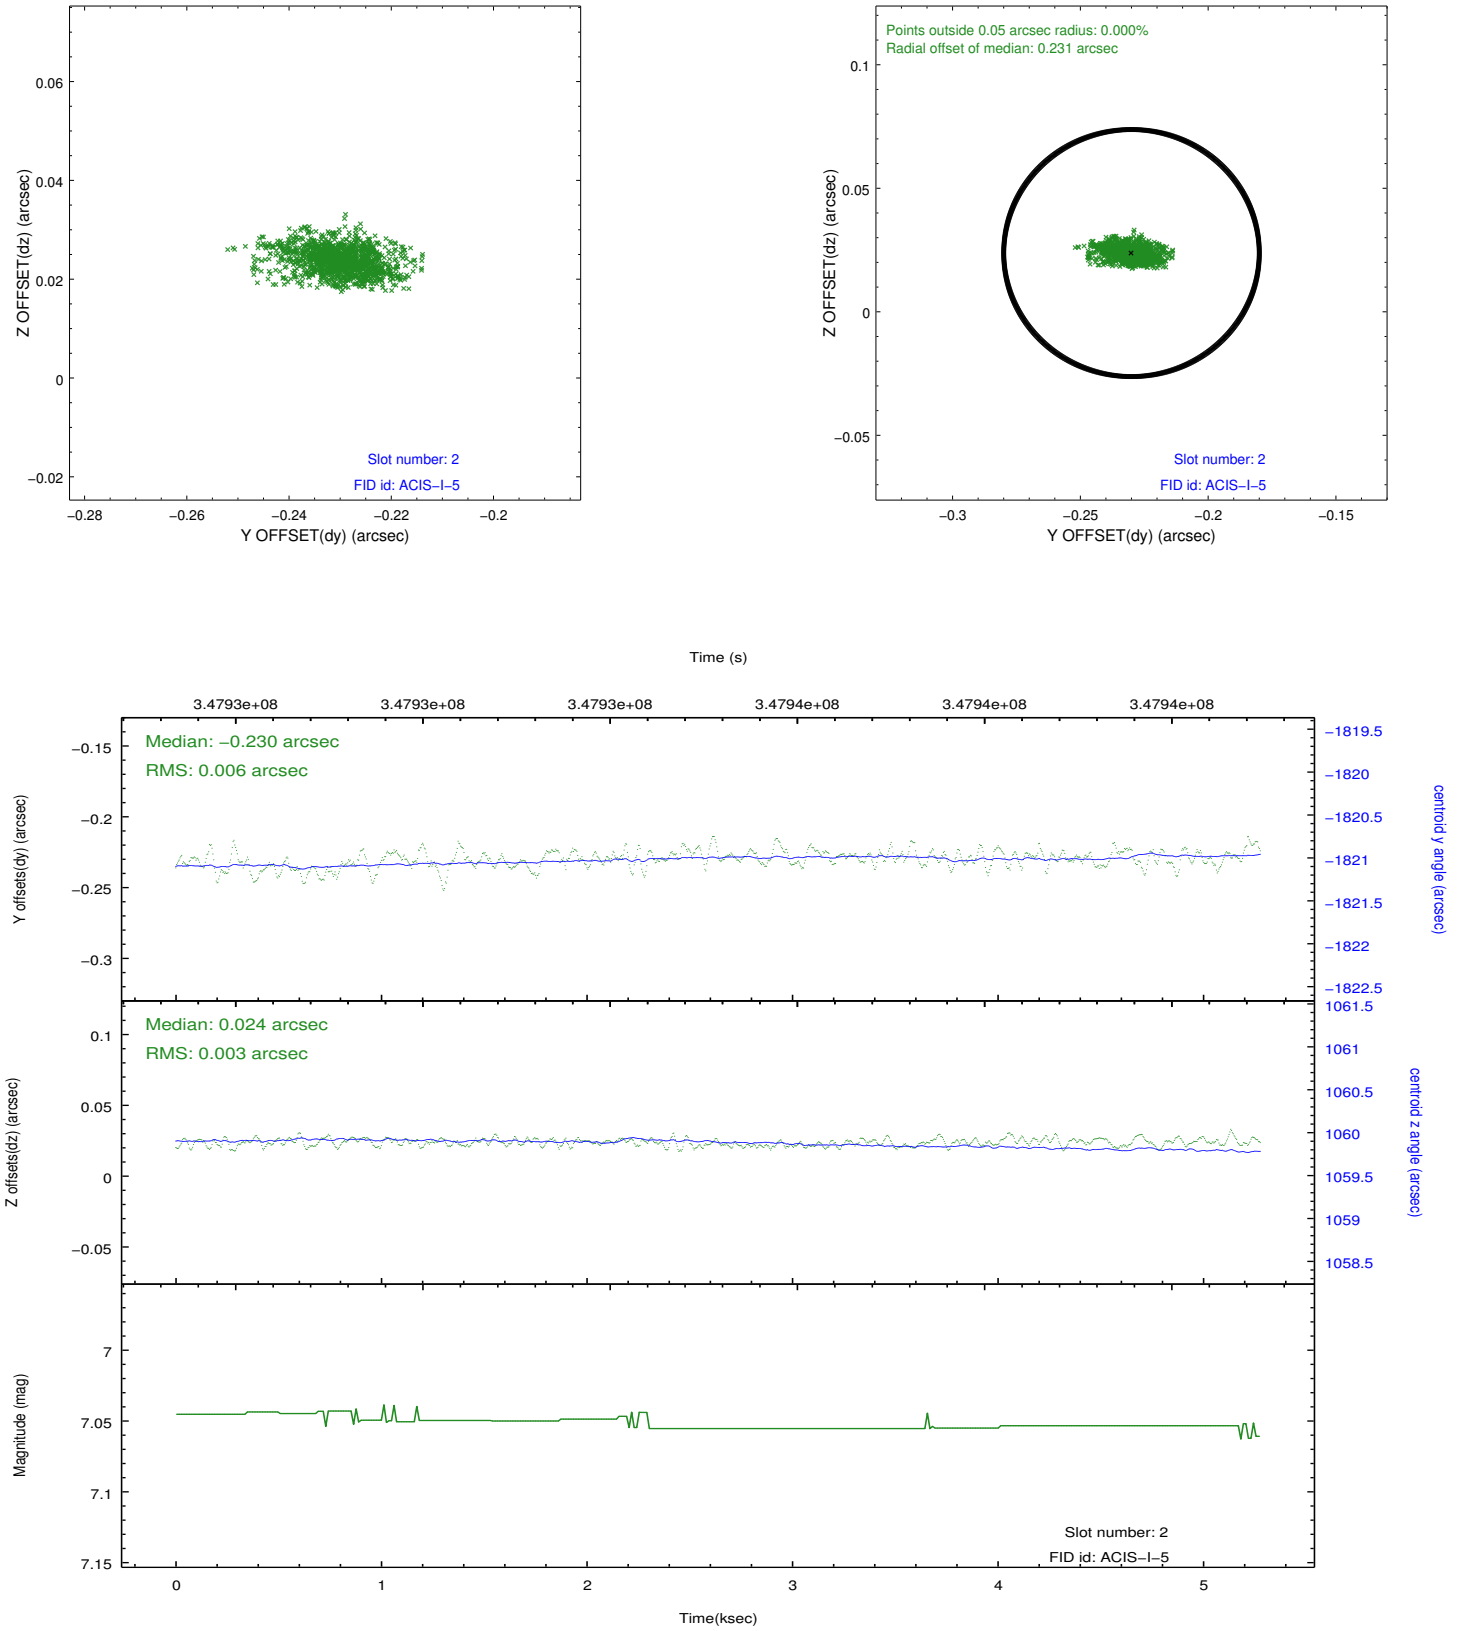 0.06
0.04
0.02
0
−0.02
Z OFFSET(dz) (arcsec)
Slot number: 2
FID id: ACIS−I−5
−0.28 −0.26 −0.24 −0.22 −0.2
Y OFFSET(dy) (arcsec)
Points outside 0.05 arcsec radius: 0.000%
Radial offset of median: 0.231 arcsec
0.1
0.05
0
−0.05
Z OFFSET(dz) (arcsec)
Slot number: 2
FID id: ACIS−I−5
−0.3 −0.25 −0.2 −0.15
Y OFFSET(dy) (arcsec)
Time (s)
3.4793e+08 3.4793e+08 3.4793e+08 3.4794e+08 3.4794e+08 3.4794e+08
Median: −0.230 arcsec
RMS: 0.006 arcsec
−0.15
−0.2
−0.25
−0.3
Y offsets(dy) (arcsec)
−1819.5
−1820
−1820.5
−1821
−1821.5
−1822
−1822.5
centroid y angle (arcsec)
Median: 0.024 arcsec
RMS: 0.003 arcsec
0.1
0.05
0
−0.05
Z offsets(dz) (arcsec)
1061.5
1061
1060.5
1060
1059.5
1059
1058.5
centroid z angle (arcsec)
7
7.05
7.1
7.15
Magnitude (mag)
Slot number: 2
FID id: ACIS−I−5
0 1 2 3 4 5
Time(ksec)